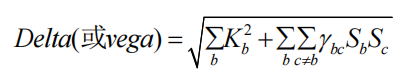 Delta(或vega) = √(∑_b K_b^2 + ∑_b ∑_{c≠b} γ_{bc} S_b S_c)